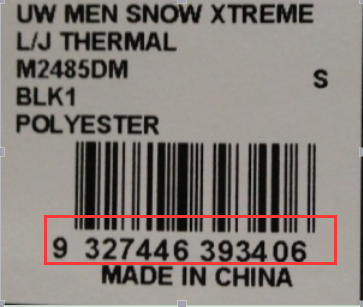 UW MEN SNOW XTREME
L/J THERMAL
M2485DM
S
BLK1
POLYESTER
9 327446 393406
MADE IN CHINA